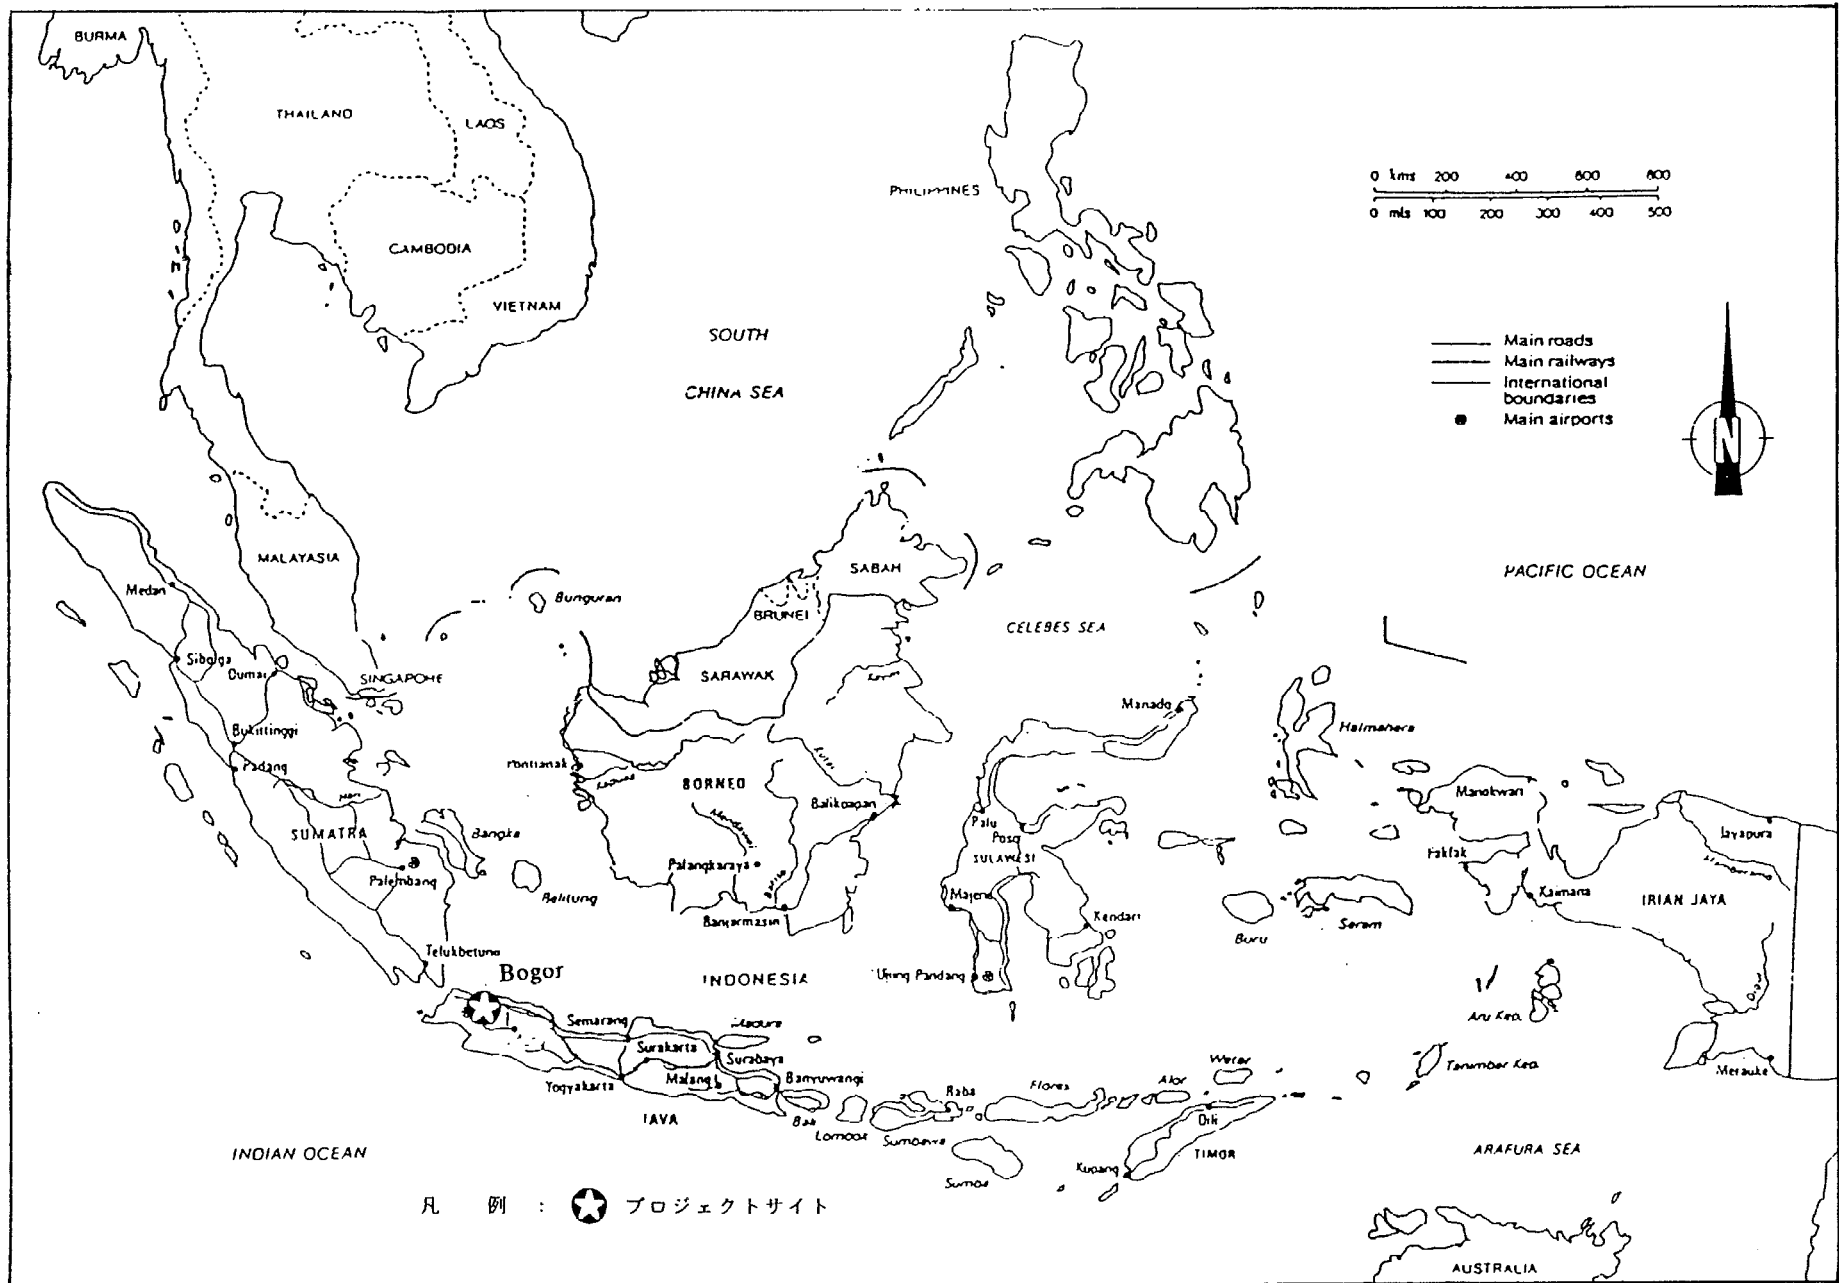 BURMA
THAILAND
LAOS
CAMBODIA
VIETNAM
PHILIPPINES
0 kms 200 400 600 800
0 mls 100 200 300 400 500
SOUTH
CHINA SEA
Main roads
Main railways
International
boundaries
Main airports
N
MALAYASIA
SABAH
BRUNEI
PACIFIC OCEAN
Medan
Bunguran
CELEBES SEA
Sibolga
Dumai
SINGAPORE
SARAWAK
Manado
Halmahera
Bukittinggi
Padang
Pontianak
Kapuas
BORNEO
Balikpapan
Manokwari
SUMATRA
Bangka
Palu
Poso
Jayapura
Palangkaraya
SULAWESI
Fakfak
Palembang
Belitung
Barito
Majene
Kaimana
IRIAN JAYA
Banjarmasin
Kendari
Buru
Seram
Telukbetung
Bogor
INDONESIA
Ujung Pandang
Aru Kep.
Semarang
Madura
Surakarta
Surabaya
Wetar
Tanimbar Kep.
Merauke
Yogyakarta
Malang
Banyuwangi
Raba
Flores
Alor
JAVA
Bali
Lombok
Sumbawa
Dili
TIMOR
Kupang
Sumba
INDIAN OCEAN
ARAFURA SEA
凡 例 : プロジェクトサイト
AUSTRALIA